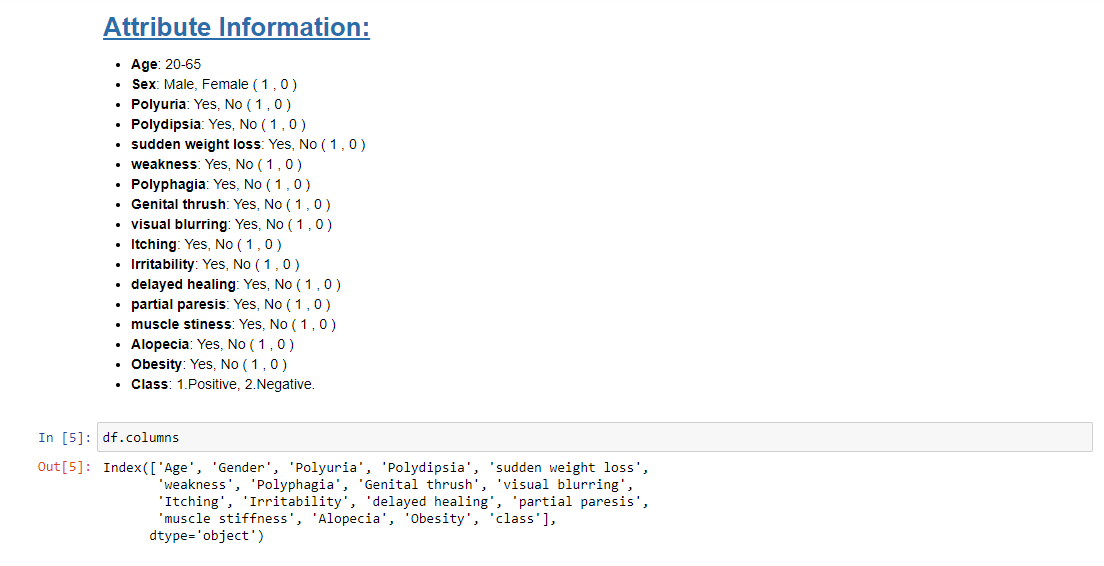 Attribute Information:
• Age: 20-65
• Sex: Male, Female ( 1 , 0 )
• Polyuria: Yes, No ( 1 , 0 )
• Polydipsia: Yes, No ( 1 , 0 )
• sudden weight loss: Yes, No ( 1 , 0 )
• weakness: Yes, No ( 1 , 0 )
• Polyphagia: Yes, No ( 1 , 0 )
• Genital thrush: Yes, No ( 1 , 0 )
• visual blurring: Yes, No ( 1 , 0 )
• Itching: Yes, No ( 1 , 0 )
• Irritability: Yes, No ( 1 , 0 )
• delayed healing: Yes, No ( 1 , 0 )
• partial paresis: Yes, No ( 1 , 0 )
• muscle stiness: Yes, No ( 1 , 0 )
• Alopecia: Yes, No ( 1 , 0 )
• Obesity: Yes, No ( 1 , 0 )
• Class: 1.Positive, 2.Negative.
In [5]: df.columns
Out[5]: Index(['Age', 'Gender', 'Polyuria', 'Polydipsia', 'sudden weight loss',
'weakness', 'Polyphagia', 'Genital thrush', 'visual blurring',
'Itching', 'Irritability', 'delayed healing', 'partial paresis',
'muscle stiffness', 'Alopecia', 'Obesity', 'class'],
dtype='object')